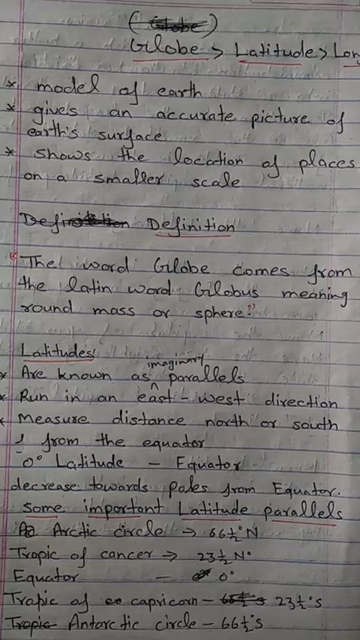 (Globe)
Globe > Latitude > Lon
* model of earth
* gives an accurate picture of
earth's surface
* shows the location of places
on a smaller scale
Definition Definition
"The word Globe comes from
the latin word Globus meaning
round mass or sphere"
Latitudes
imaginary
* Are known as ^ parallels
* Run in an east-west direction
* Measure distance north or south
from the equator
0° Latitude - Equator
decrease towards poles from Equator.
some important Latitude parallels
Arctic circle → 66½°N
Tropic of cancer → 23½N°
Equator - 0°
Tropic of capricorn - 23½°s
Tropic Antarctic circle - 66½°s